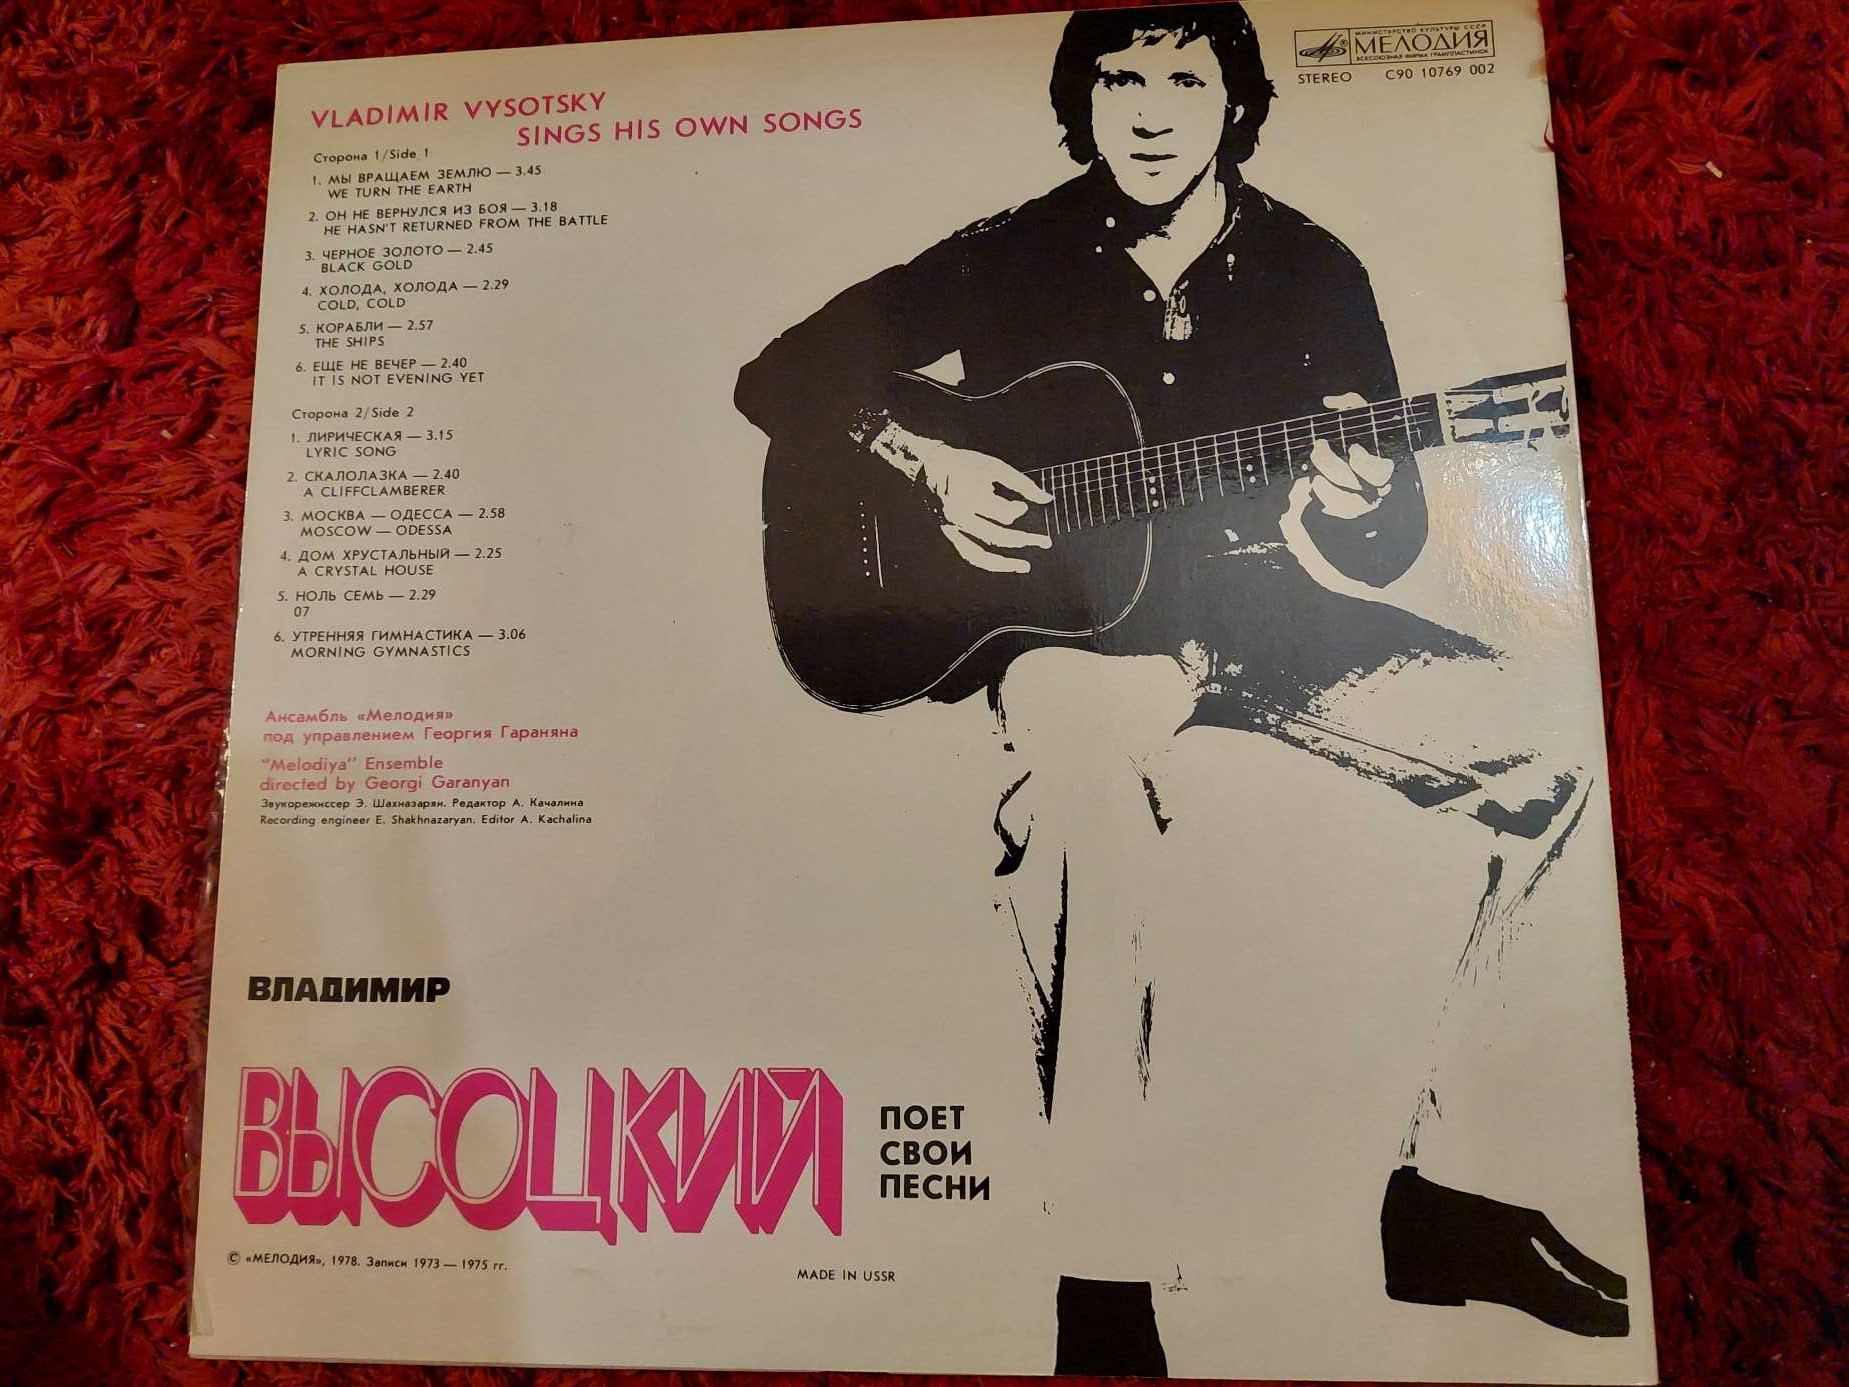 VLADIMIR VYSOTSKY
SINGS HIS OWN SONGS
Сторона 1/Side 1
1. МЫ ВРАЩАЕМ ЗЕМЛЮ — 3.45
WE TURN THE EARTH
2. ОН НЕ ВЕРНУЛСЯ ИЗ БОЯ — 3.18
HE HASN'T RETURNED FROM THE BATTLE
3. ЧЕРНОЕ ЗОЛОТО — 2.45
BLACK GOLD
4. ХОЛОДА, ХОЛОДА — 2.29
COLD, COLD
5. КОРАБЛИ — 2.57
THE SHIPS
6. ЕЩЕ НЕ ВЕЧЕР — 2.40
IT IS NOT EVENING YET
Сторона 2/Side 2
1. ЛИРИЧЕСКАЯ — 3.15
LYRIC SONG
2. СКАЛОЛАЗКА — 2.40
A CLIFFCLAMBERER
3. МОСКВА — ОДЕССА — 2.58
MOSCOW — ODESSA
4. ДОМ ХРУСТАЛЬНЫЙ — 2.25
A CRYSTAL HOUSE
5. НОЛЬ СЕМЬ — 2.29
07
6. УТРЕННЯЯ ГИМНАСТИКА — 3.06
MORNING GYMNASTICS
Ансамбль «Мелодия»
под управлением Георгия Гараняна
"Melodiya" Ensemble
directed by Georgi Garanyan
Звукорежиссер Э. Шахназарян. Редактор А. Качалина
Recording engineer E. Shakhnazaryan. Editor A. Kachalina
МИНИСТЕРСТВО КУЛЬТУРЫ СССР
МЕЛОДИЯ
ВСЕСОЮЗНАЯ ФИРМА ГРАМПЛАСТИНОК
STEREO C90 10769 002
ВЛАДИМИР
ВЫСОЦКИЙ
ПОЕТ
СВОИ
ПЕСНИ
© «МЕЛОДИЯ», 1978. Записи 1973 — 1975 гг.
MADE IN USSR